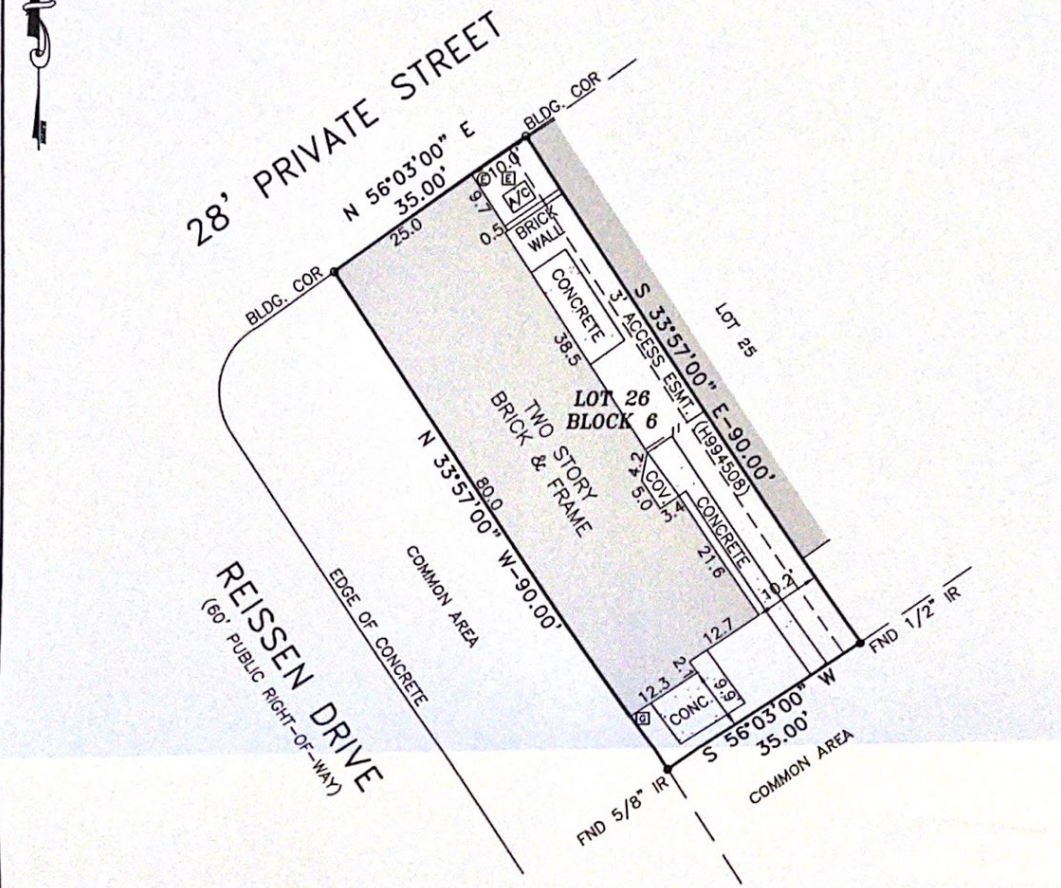 28' PRIVATE STREET
BLDG. COR
N 56°03'00" E
35.00'
BLDG. COR
25.0
10.0'
E
E
A/C
9.7
0.5
BRICK
WALL
CONCRETE
38.5
3' ACCESS ESMT. (H994508)
S 33°57'00" E-90.00'
LOT 25
LOT 26
BLOCK 6
TWO STORY
BRICK & FRAME
4.2
COV.
5.0
3.4
CONCRETE
21.6
10.2'
12.7
12.3
9.9
CONC.
80.0
N 33°57'00" W-90.00'
COMMON AREA
EDGE OF CONCRETE
REISSEN DRIVE
(60' PUBLIC RIGHT-OF-WAY)
FND 1/2" IR
S 56°03'00" W
35.00'
COMMON AREA
FND 5/8" IR